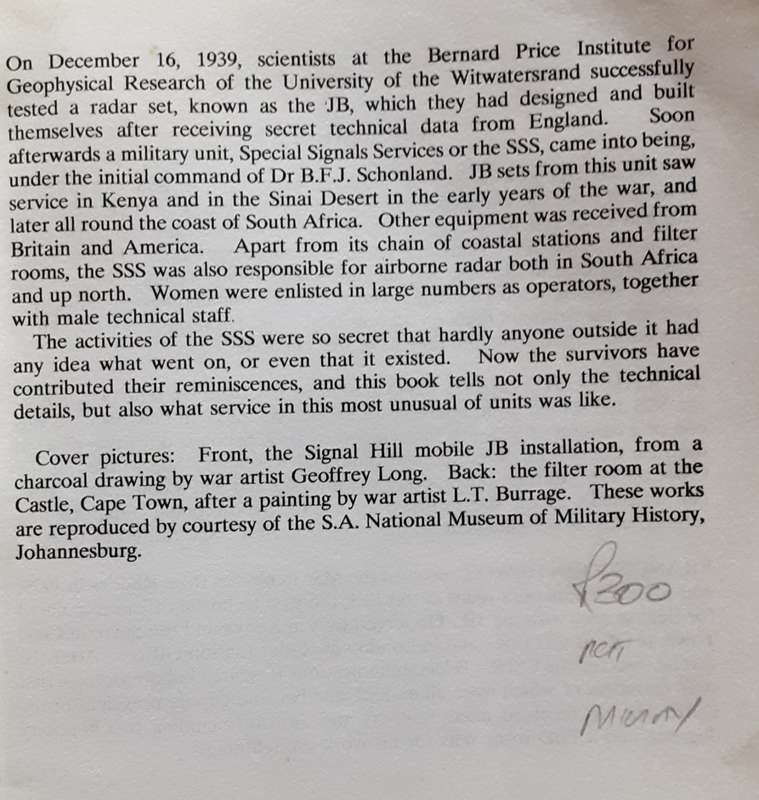 On December 16, 1939, scientists at the Bernard Price Institute for
Geophysical Research of the University of the Witwatersrand successfully
tested a radar set, known as the JB, which they had designed and built
themselves after receiving secret technical data from England. Soon
afterwards a military unit, Special Signals Services or the SSS, came into being,
under the initial command of Dr B.F.J. Schonland. JB sets from this unit saw
service in Kenya and in the Sinai Desert in the early years of the war, and
later all round the coast of South Africa. Other equipment was received from
Britain and America. Apart from its chain of coastal stations and filter
rooms, the SSS was also responsible for airborne radar both in South Africa
and up north. Women were enlisted in large numbers as operators, together
with male technical staff.
The activities of the SSS were so secret that hardly anyone outside it had
any idea what went on, or even that it existed. Now the survivors have
contributed their reminiscences, and this book tells not only the technical
details, but also what service in this most unusual of units was like.
Cover pictures: Front, the Signal Hill mobile JB installation, from a
charcoal drawing by war artist Geoffrey Long. Back: the filter room at the
Castle, Cape Town, after a painting by war artist L.T. Burrage. These works
are reproduced by courtesy of the S.A. National Museum of Military History,
Johannesburg.
R300